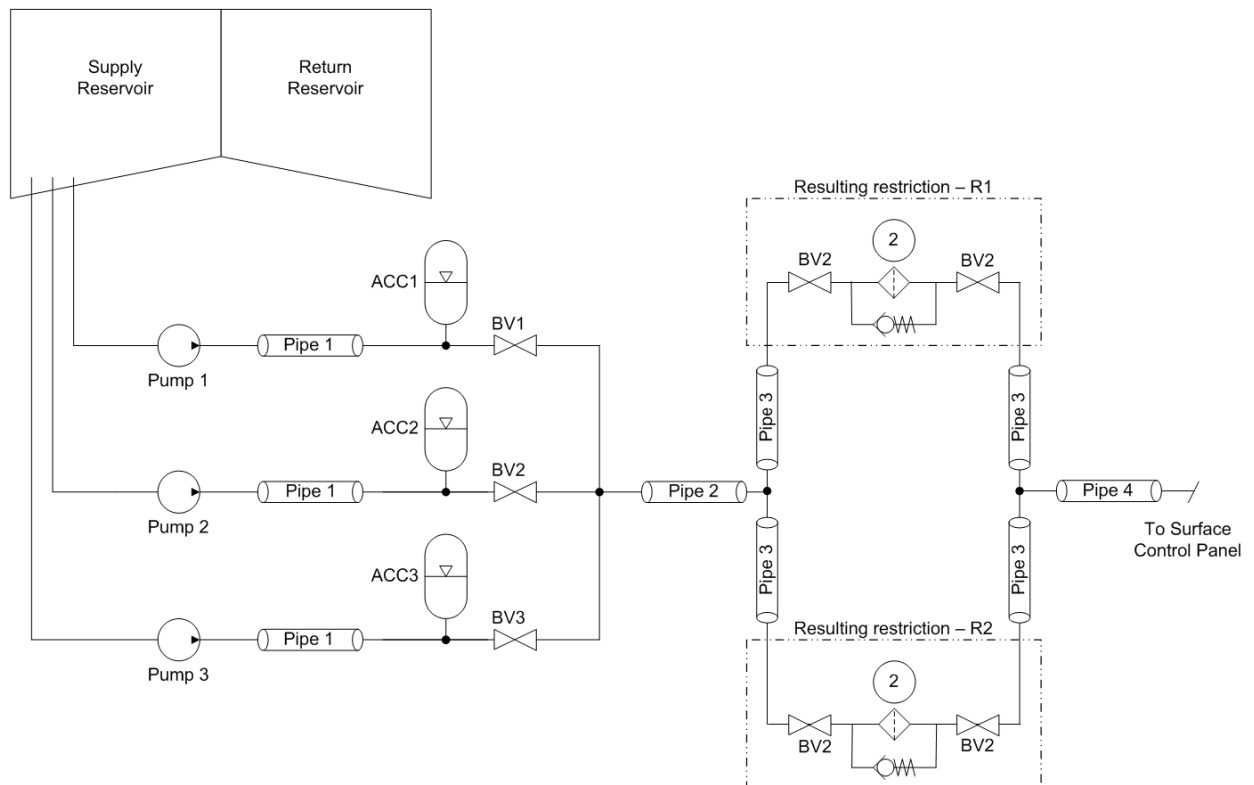 Supply
Reservoir
Return
Reservoir
Resulting restriction – R1
2
BV2
BV2
ACC1
BV1
Pipe 1
Pump 1
Pipe 3
Pipe 3
ACC2
BV2
Pipe 1
Pump 2
Pipe 2
Pipe 4
To Surface
Control Panel
ACC3
BV3
Pipe 1
Pump 3
Pipe 3
Pipe 3
Resulting restriction – R2
2
BV2
BV2